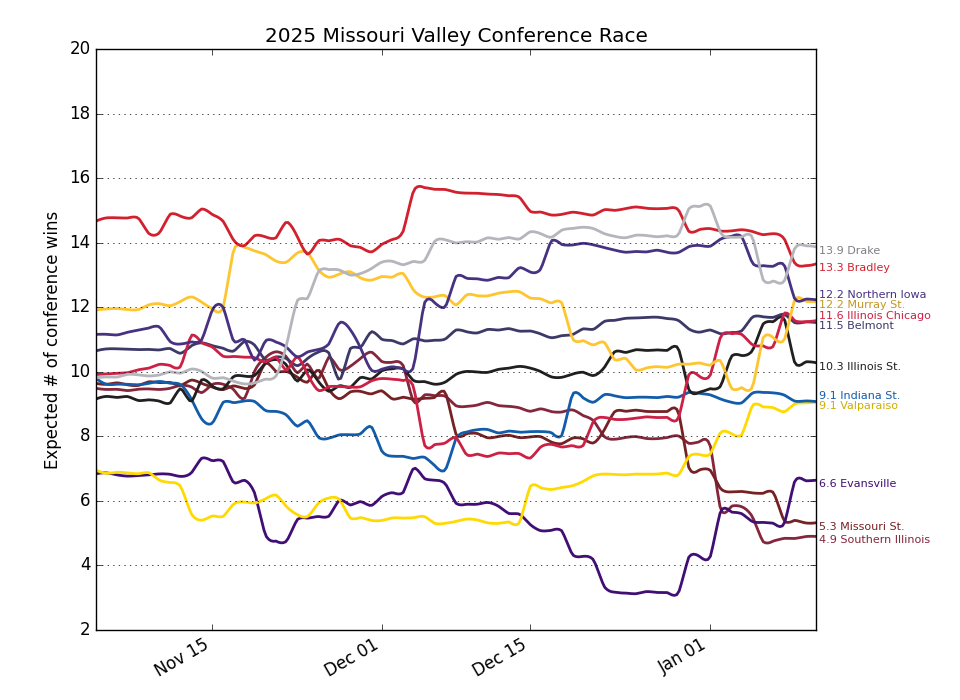 2025 Missouri Valley Conference Race
Expected # of conference wins
20
18
16
14
12
10
8
6
4
2
Nov 15
Dec 01
Dec 15
Jan 01
13.9 Drake
13.3 Bradley
12.2 Northern Iowa
12.2 Murray St.
11.6 Illinois Chicago
11.5 Belmont
10.3 Illinois St.
9.1 Indiana St.
9.1 Valparaiso
6.6 Evansville
5.3 Missouri St.
4.9 Southern Illinois